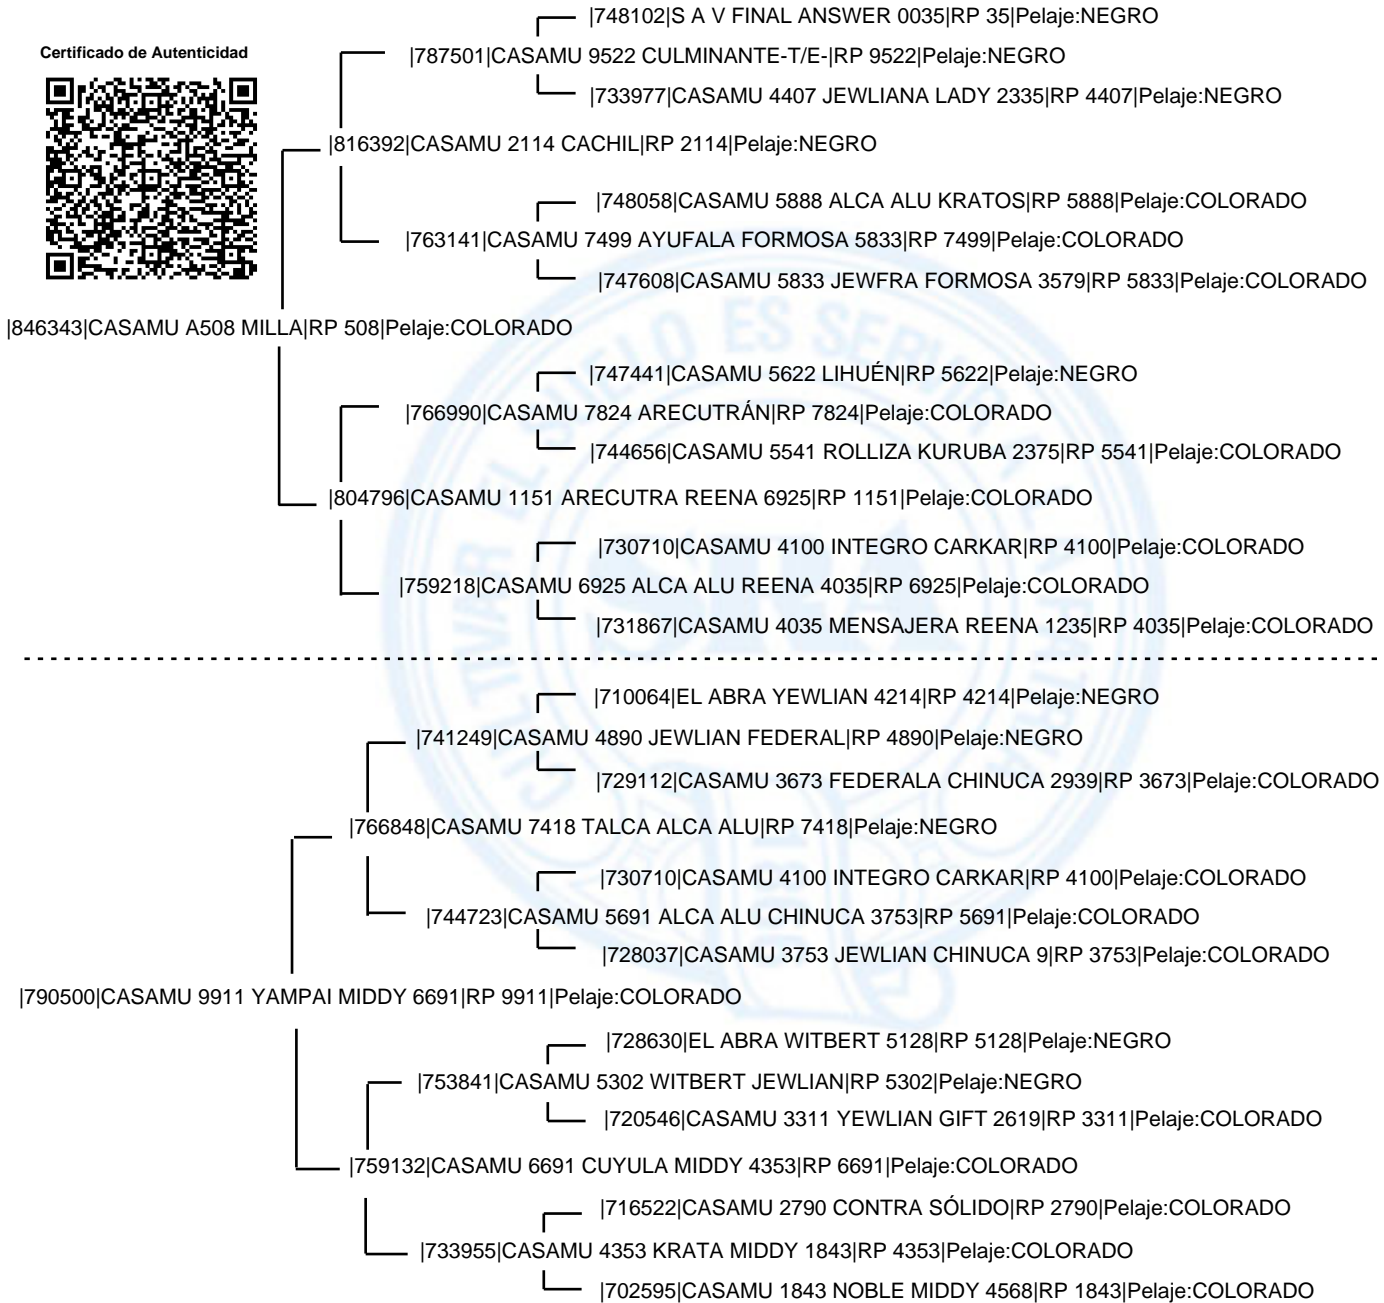 |748102|S A V FINAL ANSWER 0035|RP 35|Pelaje:NEGRO
Certificado de Autenticidad
|787501|CASAMU 9522 CULMINANTE-T/E-|RP 9522|Pelaje:NEGRO
|733977|CASAMU 4407 JEWLIANA LADY 2335|RP 4407|Pelaje:NEGRO
|816392|CASAMU 2114 CACHIL|RP 2114|Pelaje:NEGRO
|748058|CASAMU 5888 ALCA ALU KRATOS|RP 5888|Pelaje:COLORADO
|763141|CASAMU 7499 AYUFALA FORMOSA 5833|RP 7499|Pelaje:COLORADO
|747608|CASAMU 5833 JEWFRA FORMOSA 3579|RP 5833|Pelaje:COLORADO
|846343|CASAMU A508 MILLA|RP 508|Pelaje:COLORADO
|747441|CASAMU 5622 LIHUÉN|RP 5622|Pelaje:NEGRO
|766990|CASAMU 7824 ARECUTRÁN|RP 7824|Pelaje:COLORADO
|744656|CASAMU 5541 ROLLIZA KURUBA 2375|RP 5541|Pelaje:COLORADO
|804796|CASAMU 1151 ARECUTRA REENA 6925|RP 1151|Pelaje:COLORADO
|730710|CASAMU 4100 INTEGRO CARKAR|RP 4100|Pelaje:COLORADO
|759218|CASAMU 6925 ALCA ALU REENA 4035|RP 6925|Pelaje:COLORADO
|731867|CASAMU 4035 MENSAJERA REENA 1235|RP 4035|Pelaje:COLORADO
|710064|EL ABRA YEWLIAN 4214|RP 4214|Pelaje:NEGRO
|741249|CASAMU 4890 JEWLIAN FEDERAL|RP 4890|Pelaje:NEGRO
|729112|CASAMU 3673 FEDERALA CHINUCA 2939|RP 3673|Pelaje:COLORADO
|766848|CASAMU 7418 TALCA ALCA ALU|RP 7418|Pelaje:NEGRO
|730710|CASAMU 4100 INTEGRO CARKAR|RP 4100|Pelaje:COLORADO
|744723|CASAMU 5691 ALCA ALU CHINUCA 3753|RP 5691|Pelaje:COLORADO
|728037|CASAMU 3753 JEWLIAN CHINUCA 9|RP 3753|Pelaje:COLORADO
|790500|CASAMU 9911 YAMPAI MIDDY 6691|RP 9911|Pelaje:COLORADO
|728630|EL ABRA WITBERT 5128|RP 5128|Pelaje:NEGRO
|753841|CASAMU 5302 WITBERT JEWLIAN|RP 5302|Pelaje:NEGRO
|720546|CASAMU 3311 YEWLIAN GIFT 2619|RP 3311|Pelaje:COLORADO
|759132|CASAMU 6691 CUYULA MIDDY 4353|RP 6691|Pelaje:COLORADO
|716522|CASAMU 2790 CONTRA SÓLIDO|RP 2790|Pelaje:COLORADO
|733955|CASAMU 4353 KRATA MIDDY 1843|RP 4353|Pelaje:COLORADO
|702595|CASAMU 1843 NOBLE MIDDY 4568|RP 1843|Pelaje:COLORADO
CULTIVAR EL SUELO ES SERVIR A LA PATRIA
SRA
1866